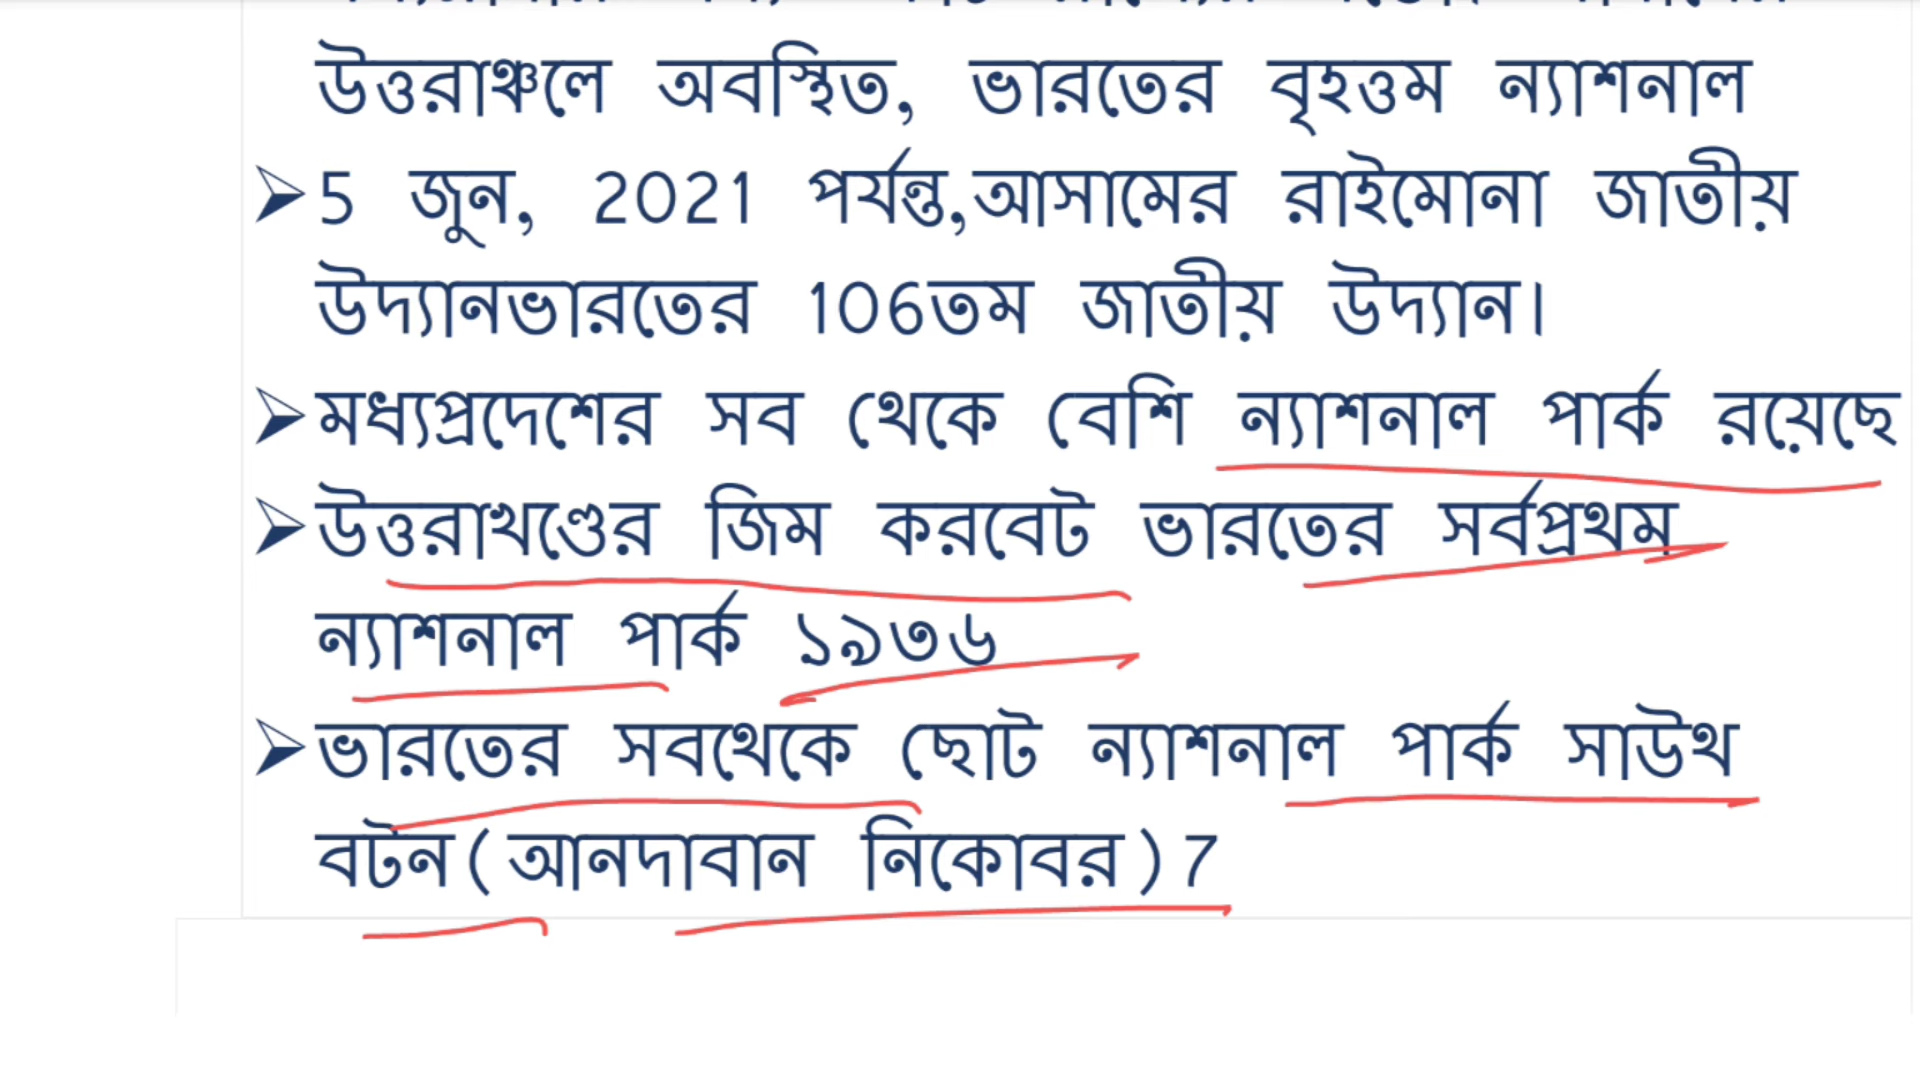 উত্তরাঞ্চলে অবস্থিত, ভারতের বৃহত্তম ন্যাশনাল
➢5 জুন, 2021 পর্যন্ত,আসামের রাইমোনা জাতীয়
উদ্যানভারতের 106তম জাতীয় উদ্যান।
➢মধ্যপ্রদেশের সব থেকে বেশি ন্যাশনাল পার্ক রয়েছে
➢উত্তরাখণ্ডের জিম করবেট ভারতের সর্বপ্রথম
ন্যাশনাল পার্ক ১৯৩৬
➢ভারতের সবথেকে ছোট ন্যাশনাল পার্ক সাউথ
বটন(আনদাবান নিকোবর)7